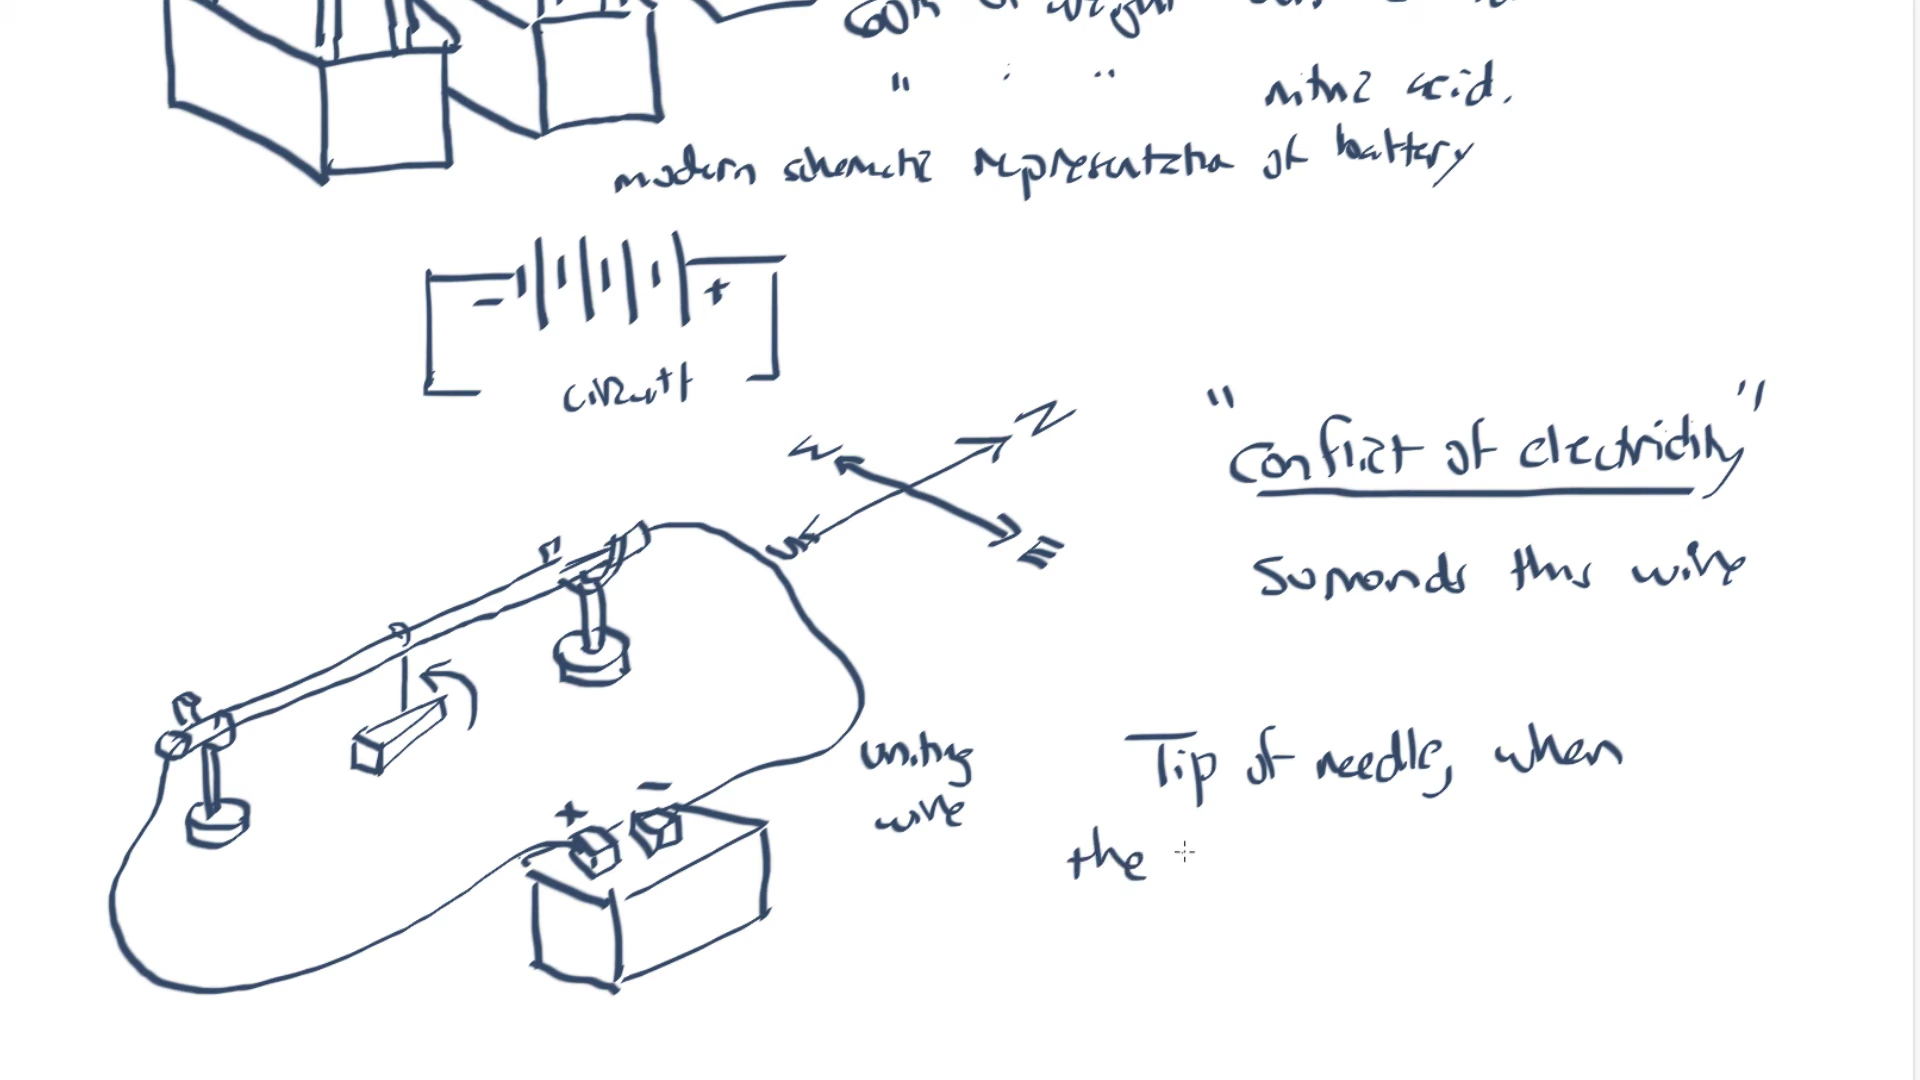 " " " nitric acid.
modern schematic representation of battery
- +
circuit
N
W
S
E
"Conflict of electricity"
surrounds this wire
uniting
wire
Tip of needle, when
the
+ -